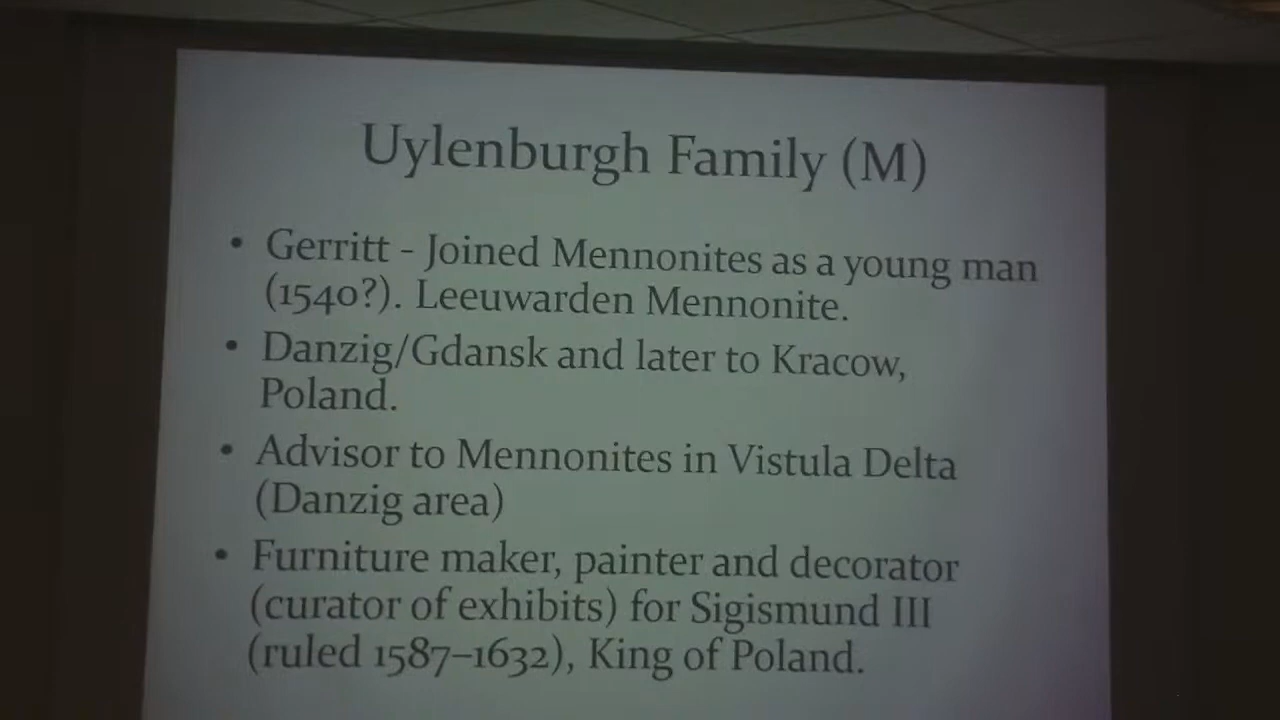 Uylenburgh Family (M)
• Gerritt - Joined Mennonites as a young man
(1540?). Leeuwarden Mennonite.
• Danzig/Gdansk and later to Kracow,
Poland.
• Advisor to Mennonites in Vistula Delta
(Danzig area)
• Furniture maker, painter and decorator
(curator of exhibits) for Sigismund III
(ruled 1587–1632), King of Poland.